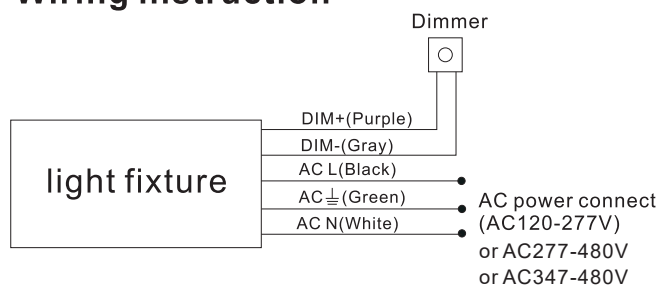 Wiring Instruction
Dimmer
DIM+(Purple)
DIM-(Gray)
light fixture
AC L(Black)
AC⏚(Green)
AC N(White)
AC power connect
(AC120-277V)
or AC277-480V
or AC347-480V